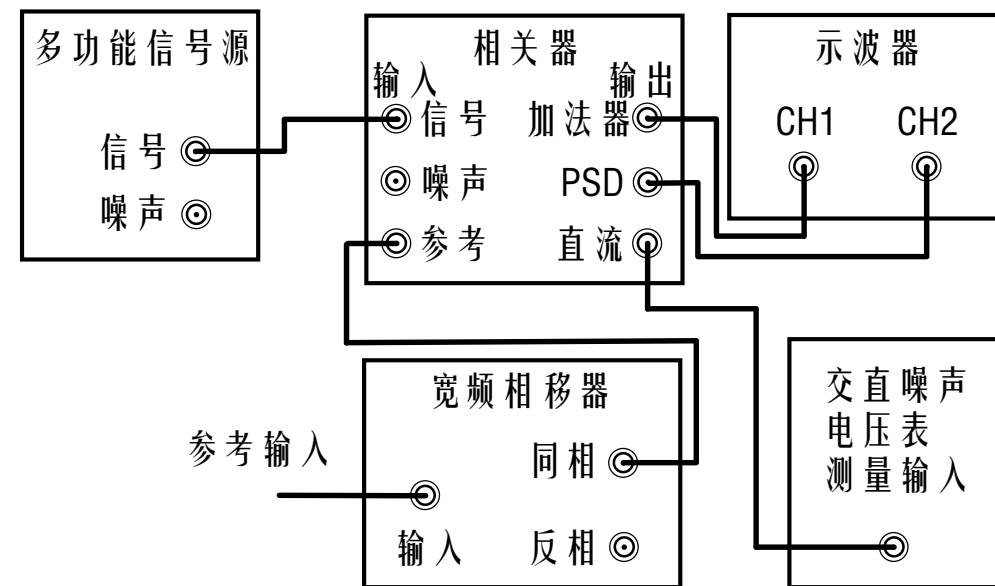 多功能信号源
信号
噪声
相关器
输入
输出
信号
加法器
噪声
PSD
参考
直流
示波器
CH1
CH2
宽频相移器
参考输入
同相
输入
反相
交直噪声
电压表
测量输入